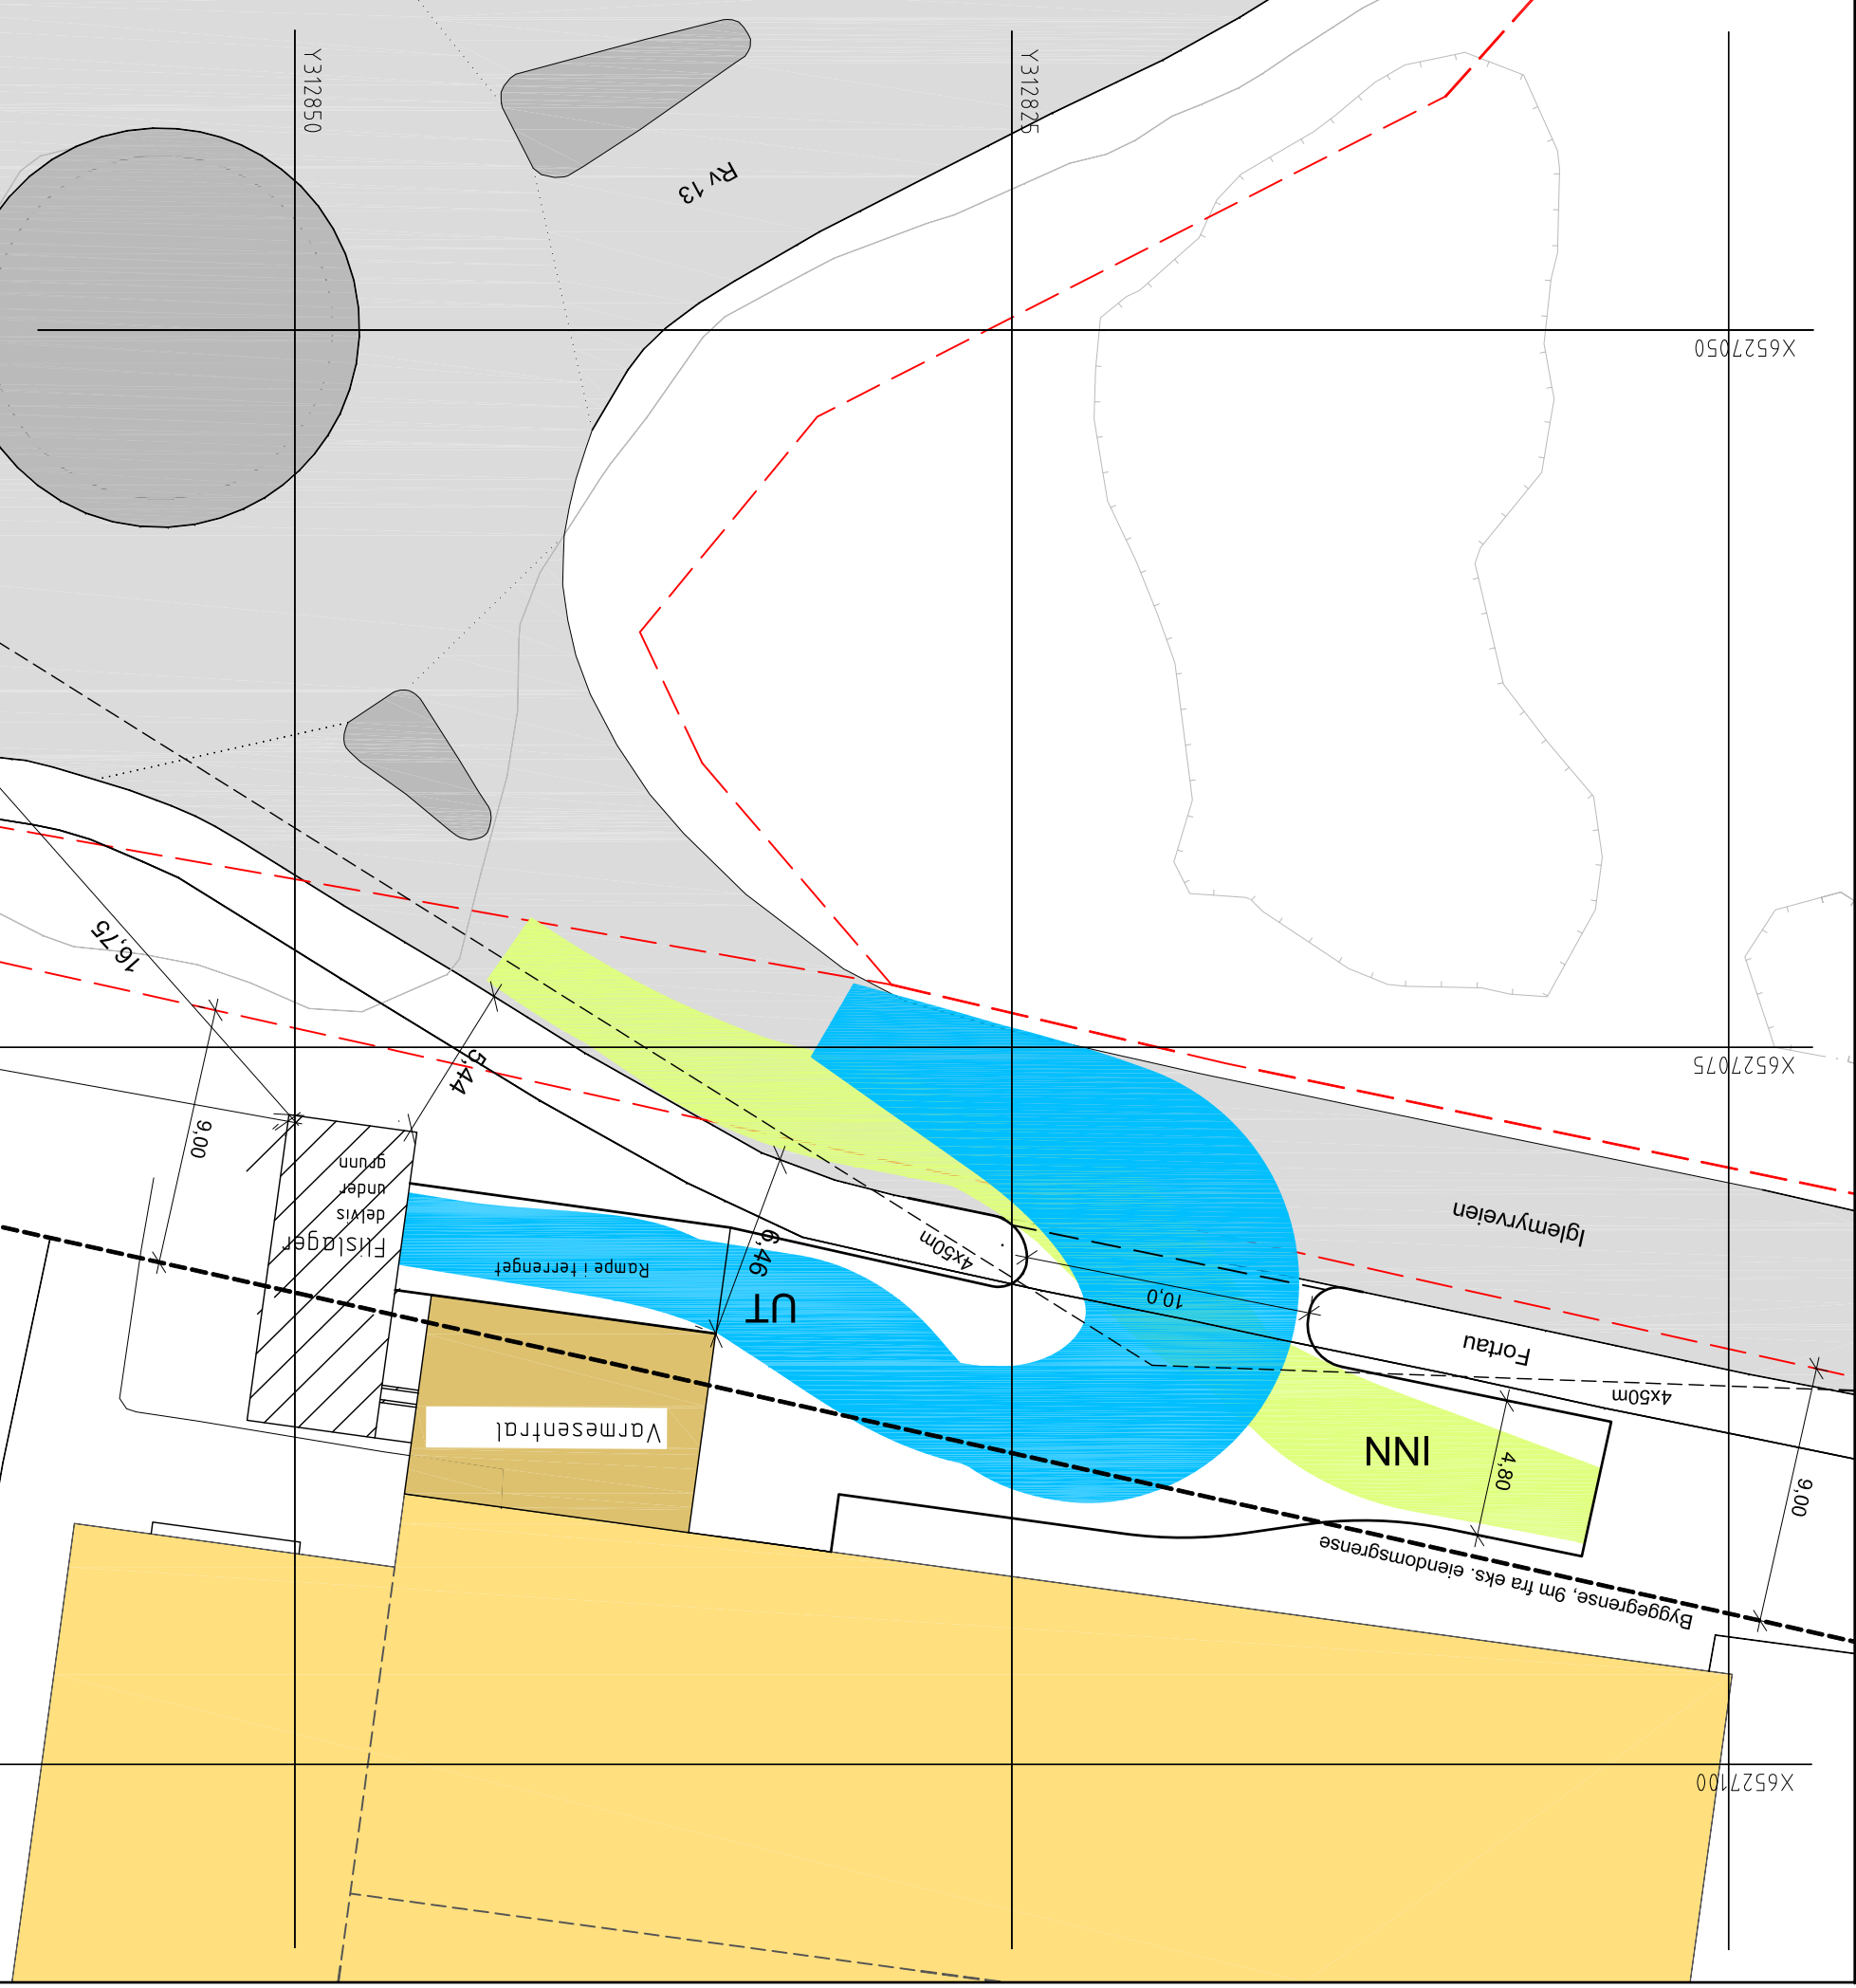 Y312850
Y312825
Rv 13
X6527050
16,75
5,44
X6527075
9,00
grunn
under
delvis
Flislager
Iglemyrveien
4x50m
6,46
Rampe i terrenget
UT
10,0
Fortau
4x50m
Varmesentral
INN
4,80
9,00
Byggegrense, 9m fra eks. eiendomsgrense
X6527100